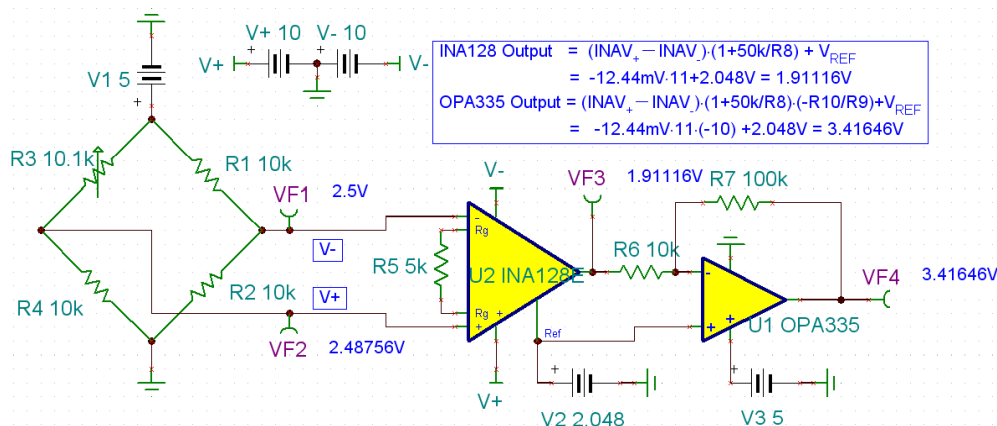 V+ 10 V- 10
V+ + + V-
V1 5
+
INA128 Output = (INAV+ − INAV-)·(1+50k/R8) + VREF
= -12.44mV·11+2.048V = 1.91116V
OPA335 Output = (INAV+ − INAV-)·(1+50k/R8)·(-R10/R9)+VREF
= -12.44mV·11·(-10) +2.048V = 3.41646V
R3 10.1k
R1 10k
VF1 2.5V
V-
V-
VF3 1.91116V
R7 100k
- Rg
R5 5k
U2 INA128E
R6 10k
-
VF4 3.41646V
R4 10k
R2 10k
V+
VF2 2.48756V
Rg +
+
Ref
+ +
U1 OPA335
V+
+
V2 2.048
+
V3 5